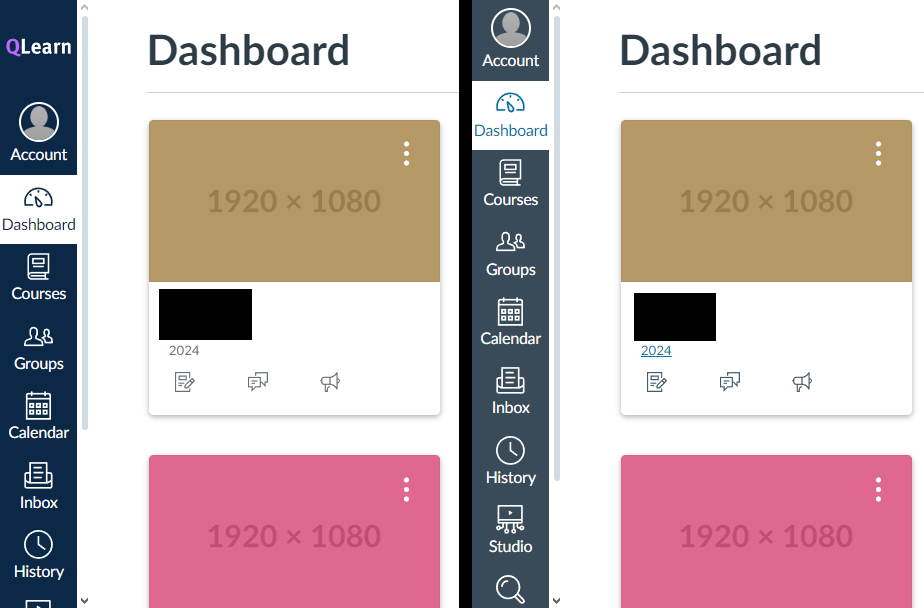 QLearn
Account
Dashboard
Courses
Groups
Calendar
Inbox
History
Dashboard
1920 × 1080
2024
1920 × 1080
Account
Dashboard
Courses
Groups
Calendar
Inbox
History
Studio
Dashboard
1920 × 1080
2024
1920 × 1080